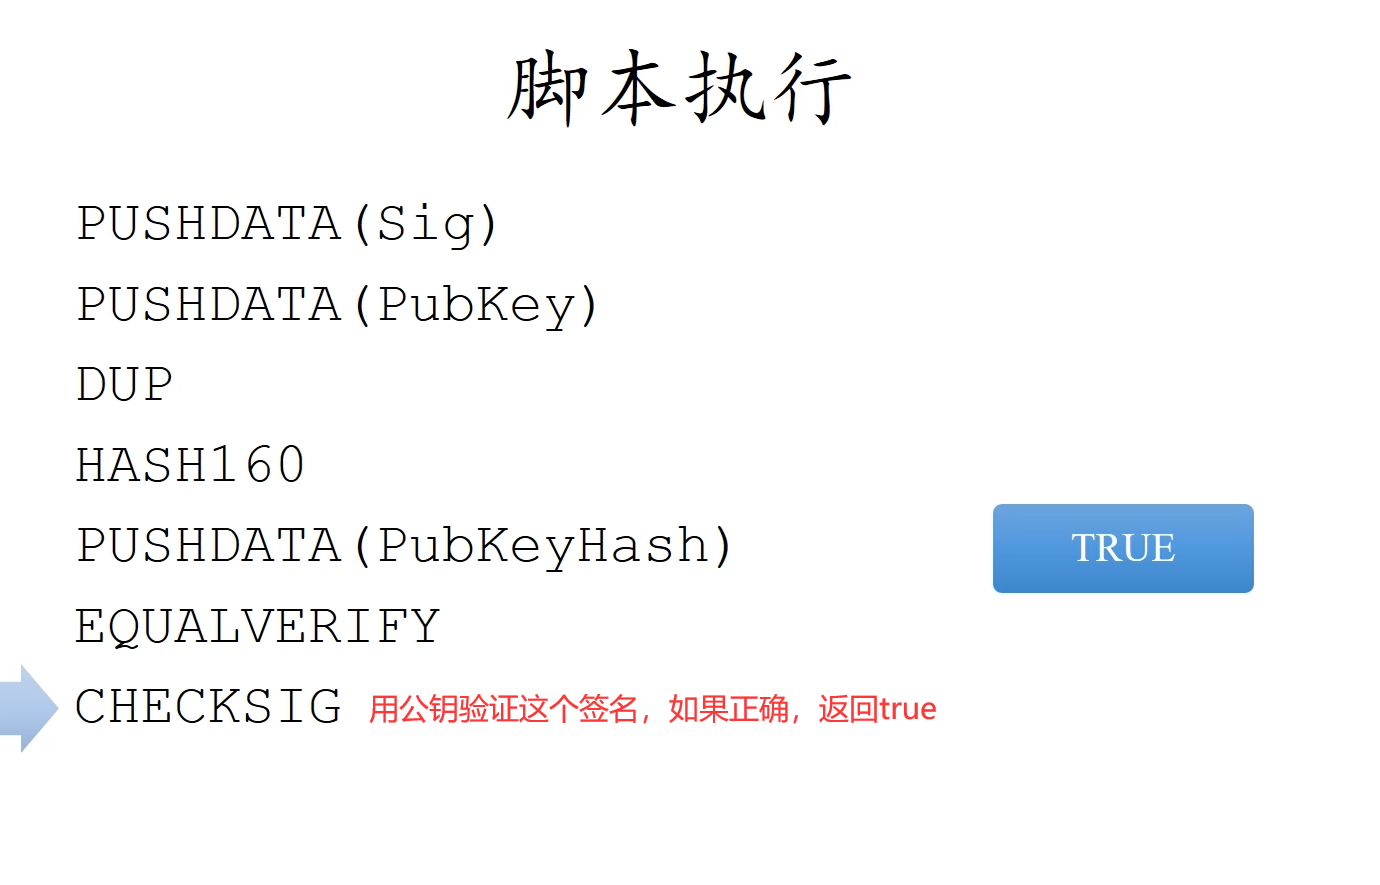 脚本执行
PUSHDATA(Sig)
PUSHDATA(PubKey)
DUP
HASH160
PUSHDATA(PubKeyHash)
TRUE
EQUALVERIFY
CHECKSIG 用公钥验证这个签名，如果正确，返回true